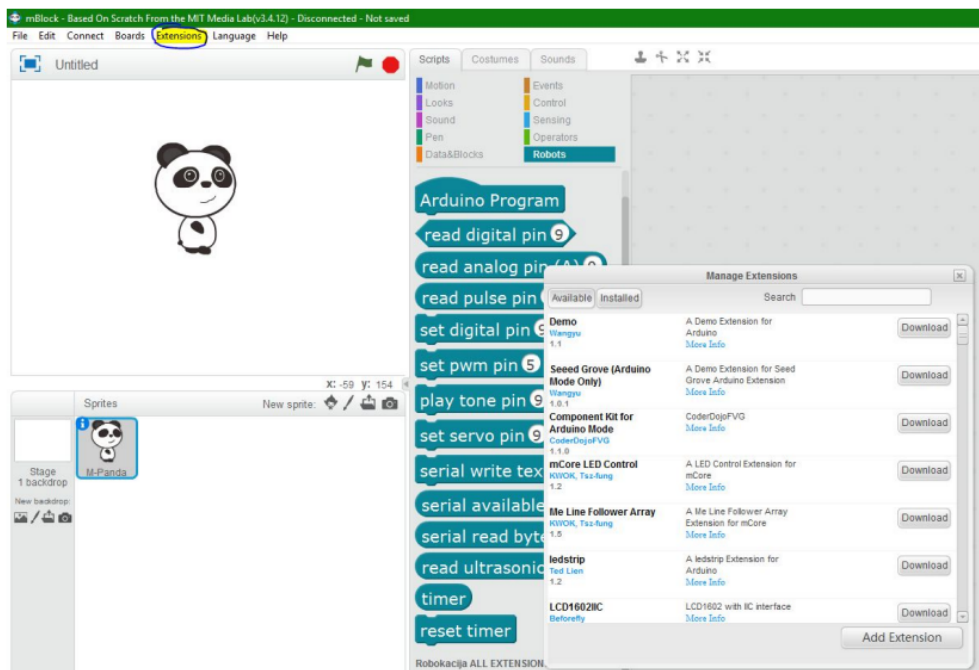 mBlock - Based On Scratch From the MIT Media Lab(v3.4.12) - Disconnected - Not saved
File Edit Connect Boards Extensions Language Help
Untitled
Scripts Costumes Sounds
Motion Events
Looks Control
Sound Sensing
Pen Operators
Data&Blocks Robots
Arduino Program
read digital pin 9
read analog pin (A)
read pulse pin
set digital pin 9
set pwm pin 5
play tone pin 9
set servo pin 9
serial write tex
serial available
serial read byte
read ultrasonic
timer
reset timer
Robokacija ALL EXTENSION
X: -59 y: 154
Sprites New sprite:
Stage
1 backdrop
New backdrop:
M-Panda
Manage Extensions
Available Installed Search
Demo
Wangyu
1.1
A Demo Extension for
Arduino
More Info
Download
Seeed Grove (Arduino
Mode Only)
Wangyu
1.0.1
A Demo Extension for Seed
Grove Arduino Extension
More Info
Download
Component Kit for
Arduino Mode
CoderDojoFVG
1.1.0
CoderDojoFVG
More Info
Download
mCore LED Control
KWOK, Tsz-fung
1.2
A LED Control Extension for
mCore
More Info
Download
Me Line Follower Array
KWOK, Tsz-fung
1.5
A Me Line Follower Array
Extension for mCore
More Info
Download
ledstrip
Ted Lien
1.2
A ledstrip Extension for
Arduino
More Info
Download
LCD1602IIC
Beforefly
LCD1602 with IIC interface
More Info
Download
Add Extension